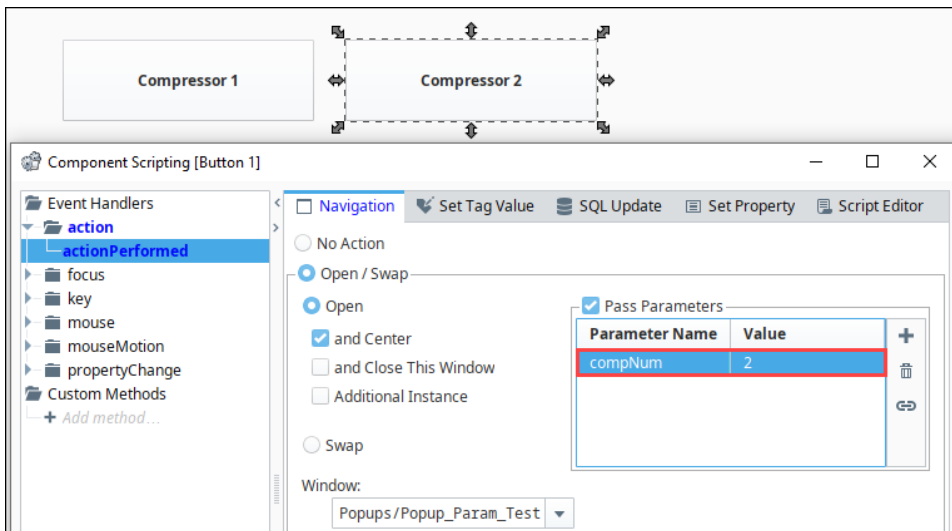 Compressor 1
Compressor 2
Component Scripting [Button 1]
Event Handlers
action
actionPerformed
focus
key
mouse
mouseMotion
propertyChange
Custom Methods
Add method...
Navigation
Set Tag Value
SQL Update
Set Property
Script Editor
No Action
Open / Swap
Open
and Center
and Close This Window
Additional Instance
Swap
Window:
Popups/Popup_Param_Test
Pass Parameters
Parameter Name Value
compNum 2